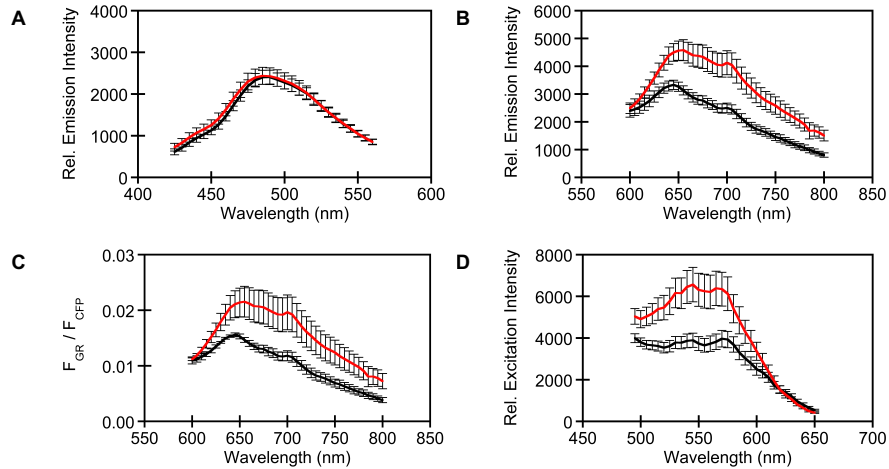 A
Rel. Emission Intensity
4000
3000
2000
1000
0
400 450 500 550 600
Wavelength (nm)
B
Rel. Emission Intensity
6000
5000
4000
3000
2000
1000
0
550 600 650 700 750 800 850
Wavelength (nm)
C
F_GR / F_CFP
0.03
0.02
0.01
0.00
550 600 650 700 750 800 850
Wavelength (nm)
D
Rel. Excitation Intensity
8000
6000
4000
2000
0
450 500 550 600 650 700
Wavelength (nm)